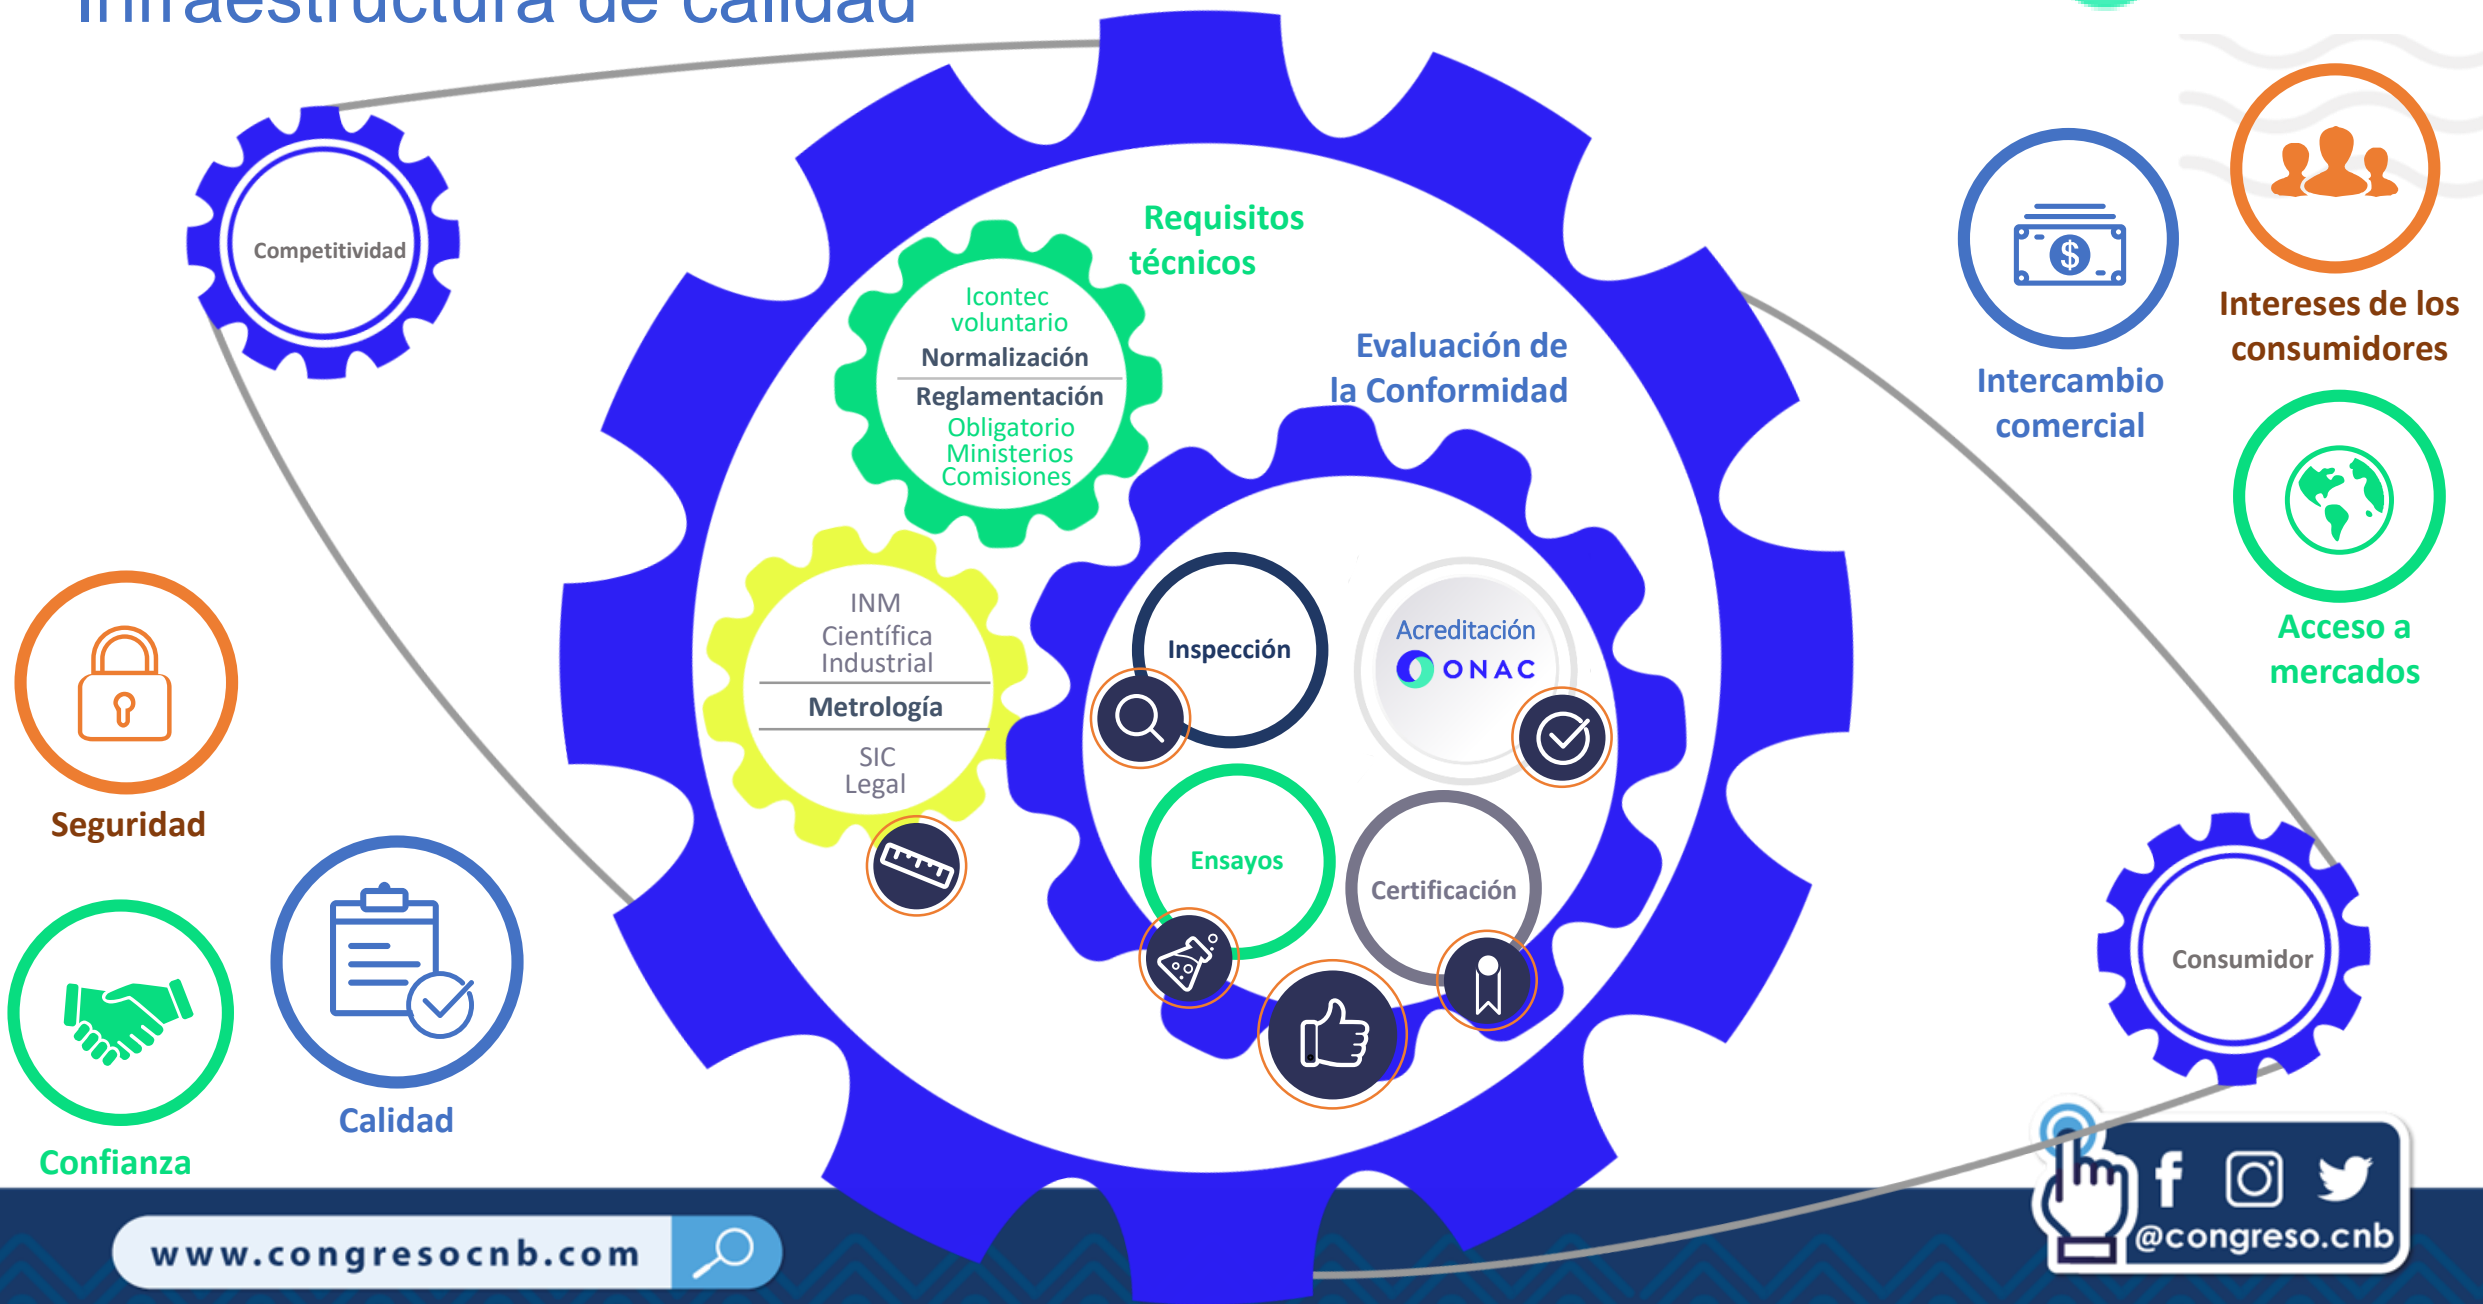 Infraestructura de calidad
Competitividad
Requisitos
técnicos
Icontec
voluntario
Normalización
Reglamentación
Obligatorio
Ministerios
Comisiones
Evaluación de
la Conformidad
INM
Científica
Industrial
Metrología
SIC
Legal
Inspección
Acreditación
ONAC
Ensayos
Certificación
Seguridad
Confianza
Calidad
Intercambio
comercial
$
Intereses de los
consumidores
Acceso a
mercados
Consumidor
www.congresocnb.com
@congreso.cnb